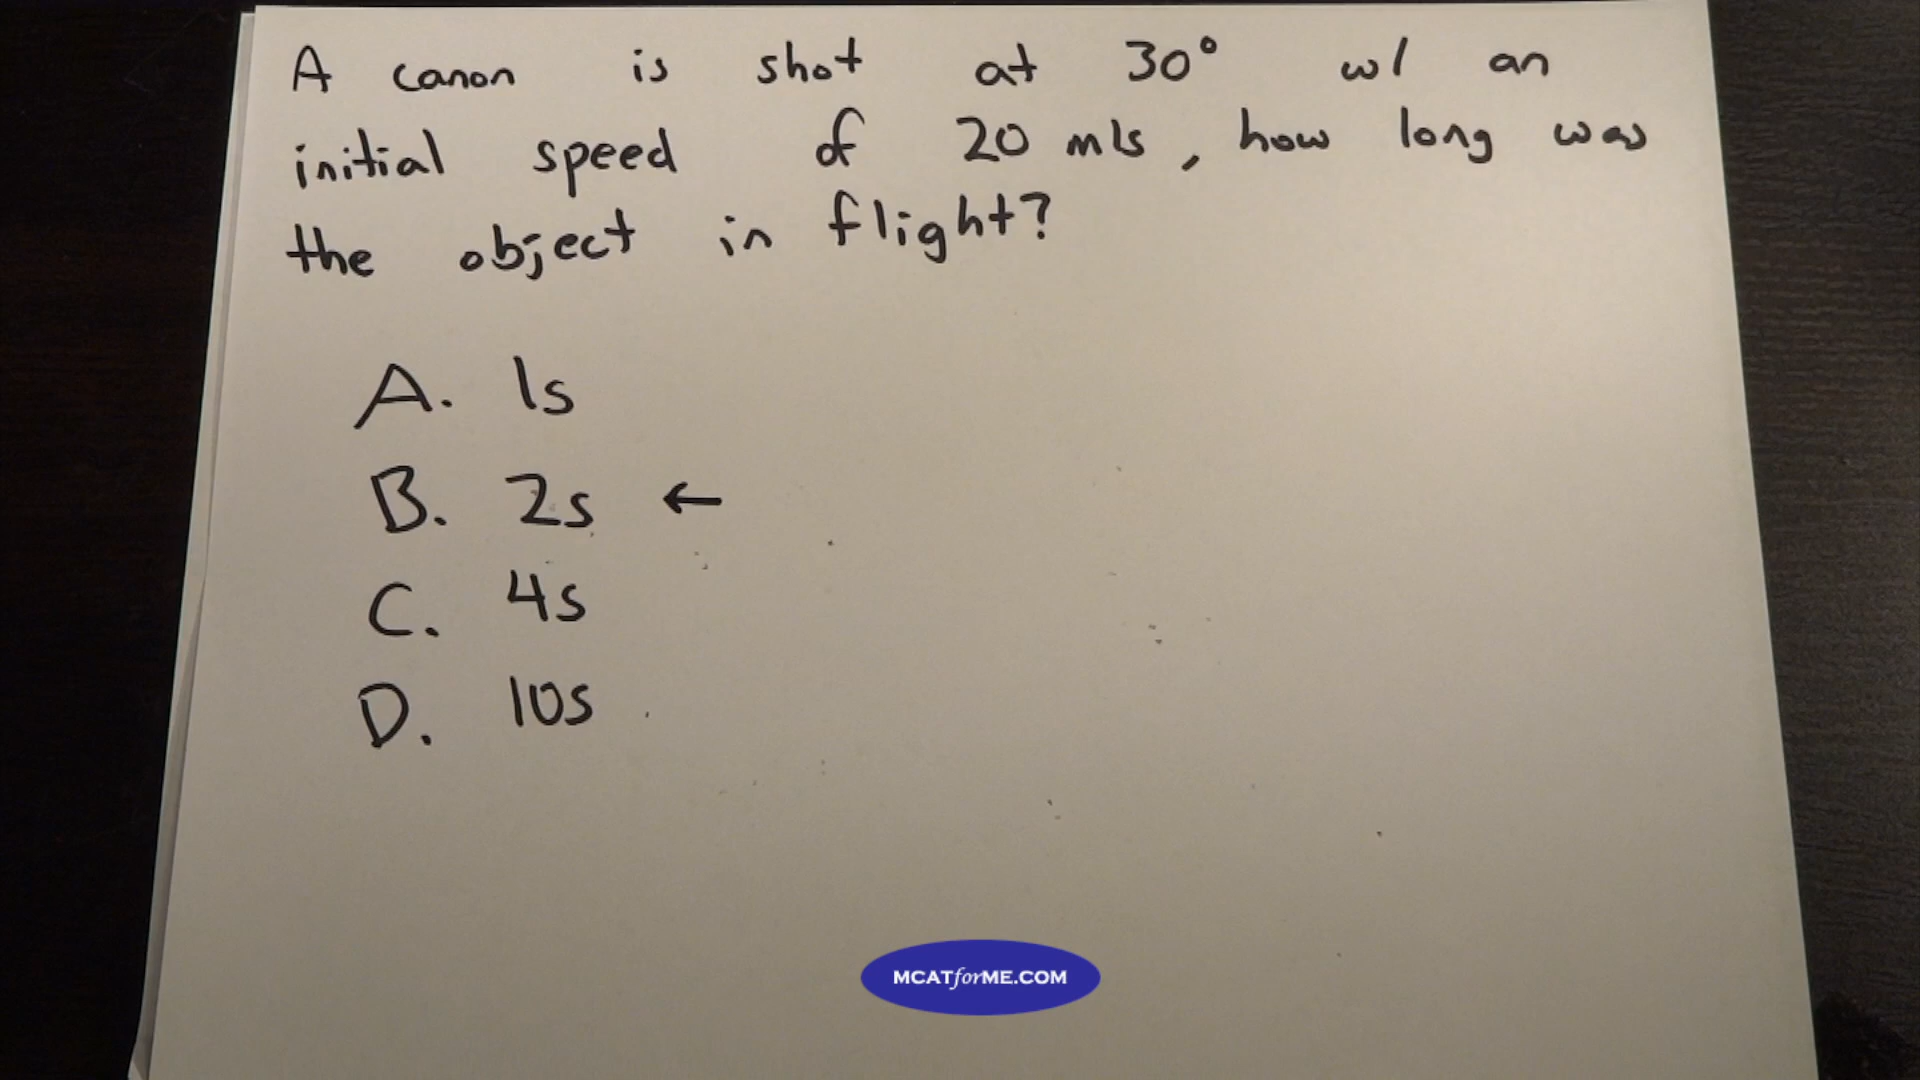 A canon is shot at 30° w/ an
initial speed of 20 m/s, how long was
the object in flight?
A. 1s
B. 2s ←
C. 4s
D. 10s
MCATforME.COM